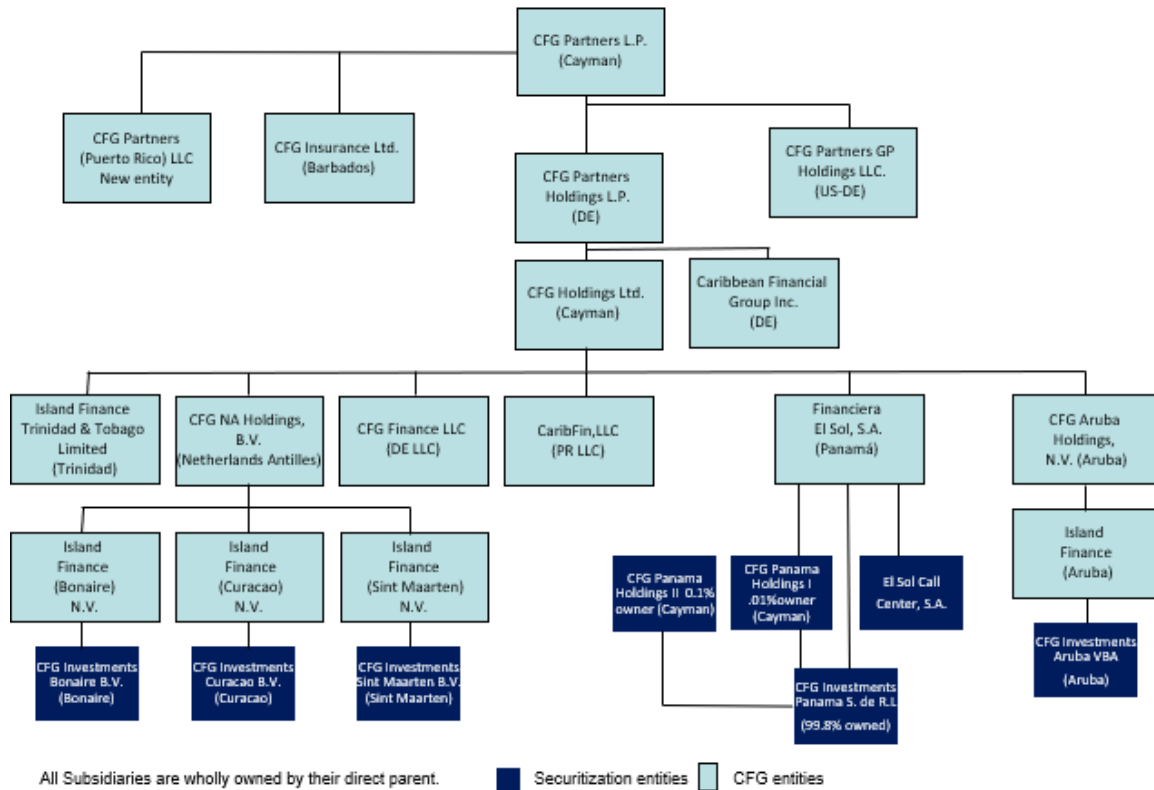 CFG Partners L.P.
(Cayman)
CFG Partners
(Puerto Rico) LLC
New entity
CFG Insurance Ltd.
(Barbados)
CFG Partners
Holdings L.P.
(DE)
CFG Partners GP
Holdings LLC.
(US-DE)
CFG Holdings Ltd.
(Cayman)
Caribbean Financial
Group Inc.
(DE)
Island Finance
Trinidad & Tobago
Limited
(Trinidad)
CFG NA Holdings,
B.V.
(Netherlands Antilles)
CFG Finance LLC
(DE LLC)
CaribFin,LLC
(PR LLC)
Financiera
El Sol, S.A.
(Panamá)
CFG Aruba
Holdings,
N.V. (Aruba)
Island
Finance
(Bonaire)
N.V.
Island
Finance
(Curacao)
N.V.
Island
Finance
(Sint Maarten)
N.V.
CFG Panama
Holdings II 0.1%
owner (Cayman)
CFG Panama
Holdings I
.01%owner
(Cayman)
El Sol Call
Center, S.A.
Island
Finance
(Aruba)
CFG Investments
Bonaire B.V.
(Bonaire)
CFG Investments
Curacao B.V.
(Curacao)
CFG Investments
Sint Maarten B.V.
(Sint Maarten)
CFG Investments
Panama S. de R.L
(99.8% owned)
CFG Investments
Aruba VBA
(Aruba)
All Subsidiaries are wholly owned by their direct parent.
Securitization entities
CFG entities